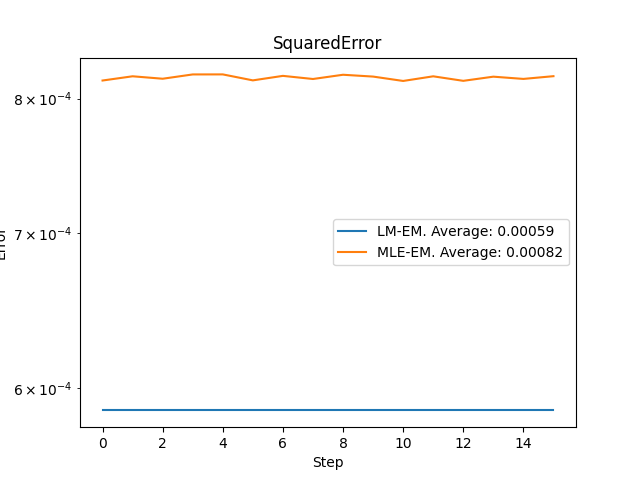 SquaredError
8 × 10⁻⁴
7 × 10⁻⁴
6 × 10⁻⁴
Error
LM-EM. Average: 0.00059
MLE-EM. Average: 0.00082
0 2 4 6 8 10 12 14
Step